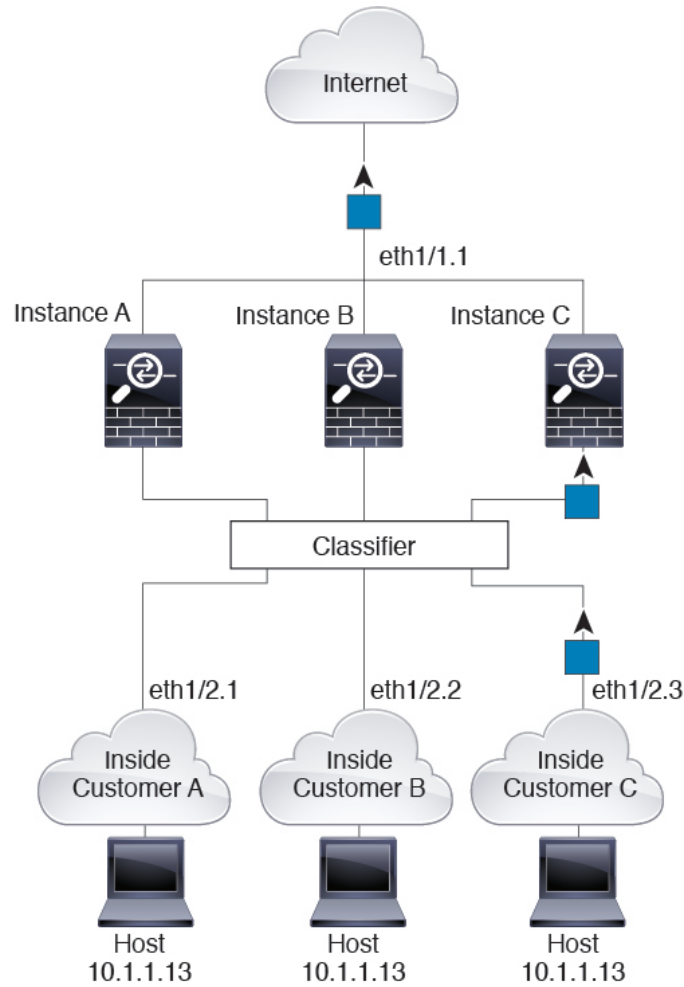 Internet
eth1/1.1
Instance A
Instance B
Instance C
Classifier
eth1/2.1
eth1/2.2
eth1/2.3
Inside
Customer A
Inside
Customer B
Inside
Customer C
Host
10.1.1.13
Host
10.1.1.13
Host
10.1.1.13